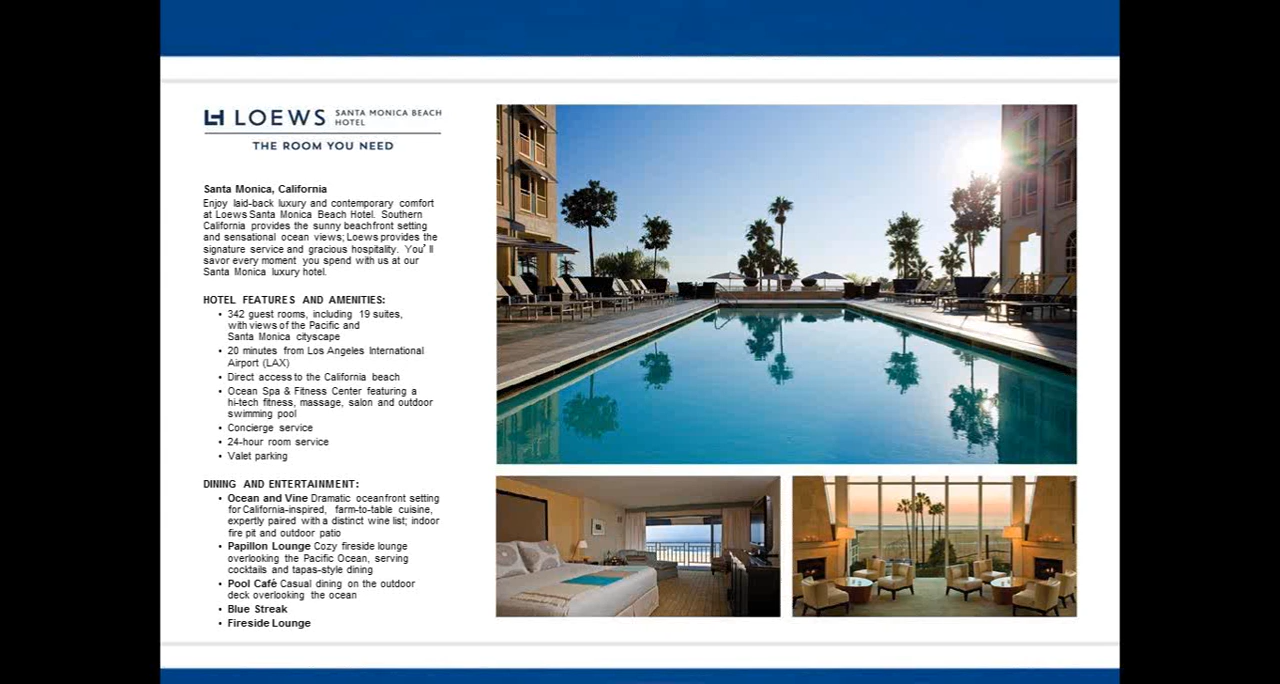 LOEWS SANTA MONICA BEACH
HOTEL
THE ROOM YOU NEED
Santa Monica, California
Enjoy laid-back luxury and contemporary comfort
at Loews Santa Monica Beach Hotel. Southern
California provides the sunny beachfront setting
and sensational ocean views; Loews provides the
signature service and gracious hospitality. You’ll
savor every moment you spend with us at our
Santa Monica luxury hotel.
HOTEL FEATURES AND AMENITIES:
• 342 guest rooms, including 19 suites,
with views of the Pacific and
Santa Monica cityscape
• 20 minutes from Los Angeles International
Airport (LAX)
• Direct access to the California beach
• Ocean Spa & Fitness Center featuring a
hi-tech fitness, massage, salon and outdoor
swimming pool
• Concierge service
• 24-hour room service
• Valet parking
DINING AND ENTERTAINMENT:
• Ocean and Vine Dramatic oceanfront setting
for California-inspired, farm-to-table cuisine,
expertly paired with a distinct wine list; indoor
fire pit and outdoor patio
• Papillon Lounge Cozy fireside lounge
overlooking the Pacific Ocean, serving
cocktails and tapas-style dining
• Pool Café Casual dining on the outdoor
deck overlooking the ocean
• Blue Streak
• Fireside Lounge